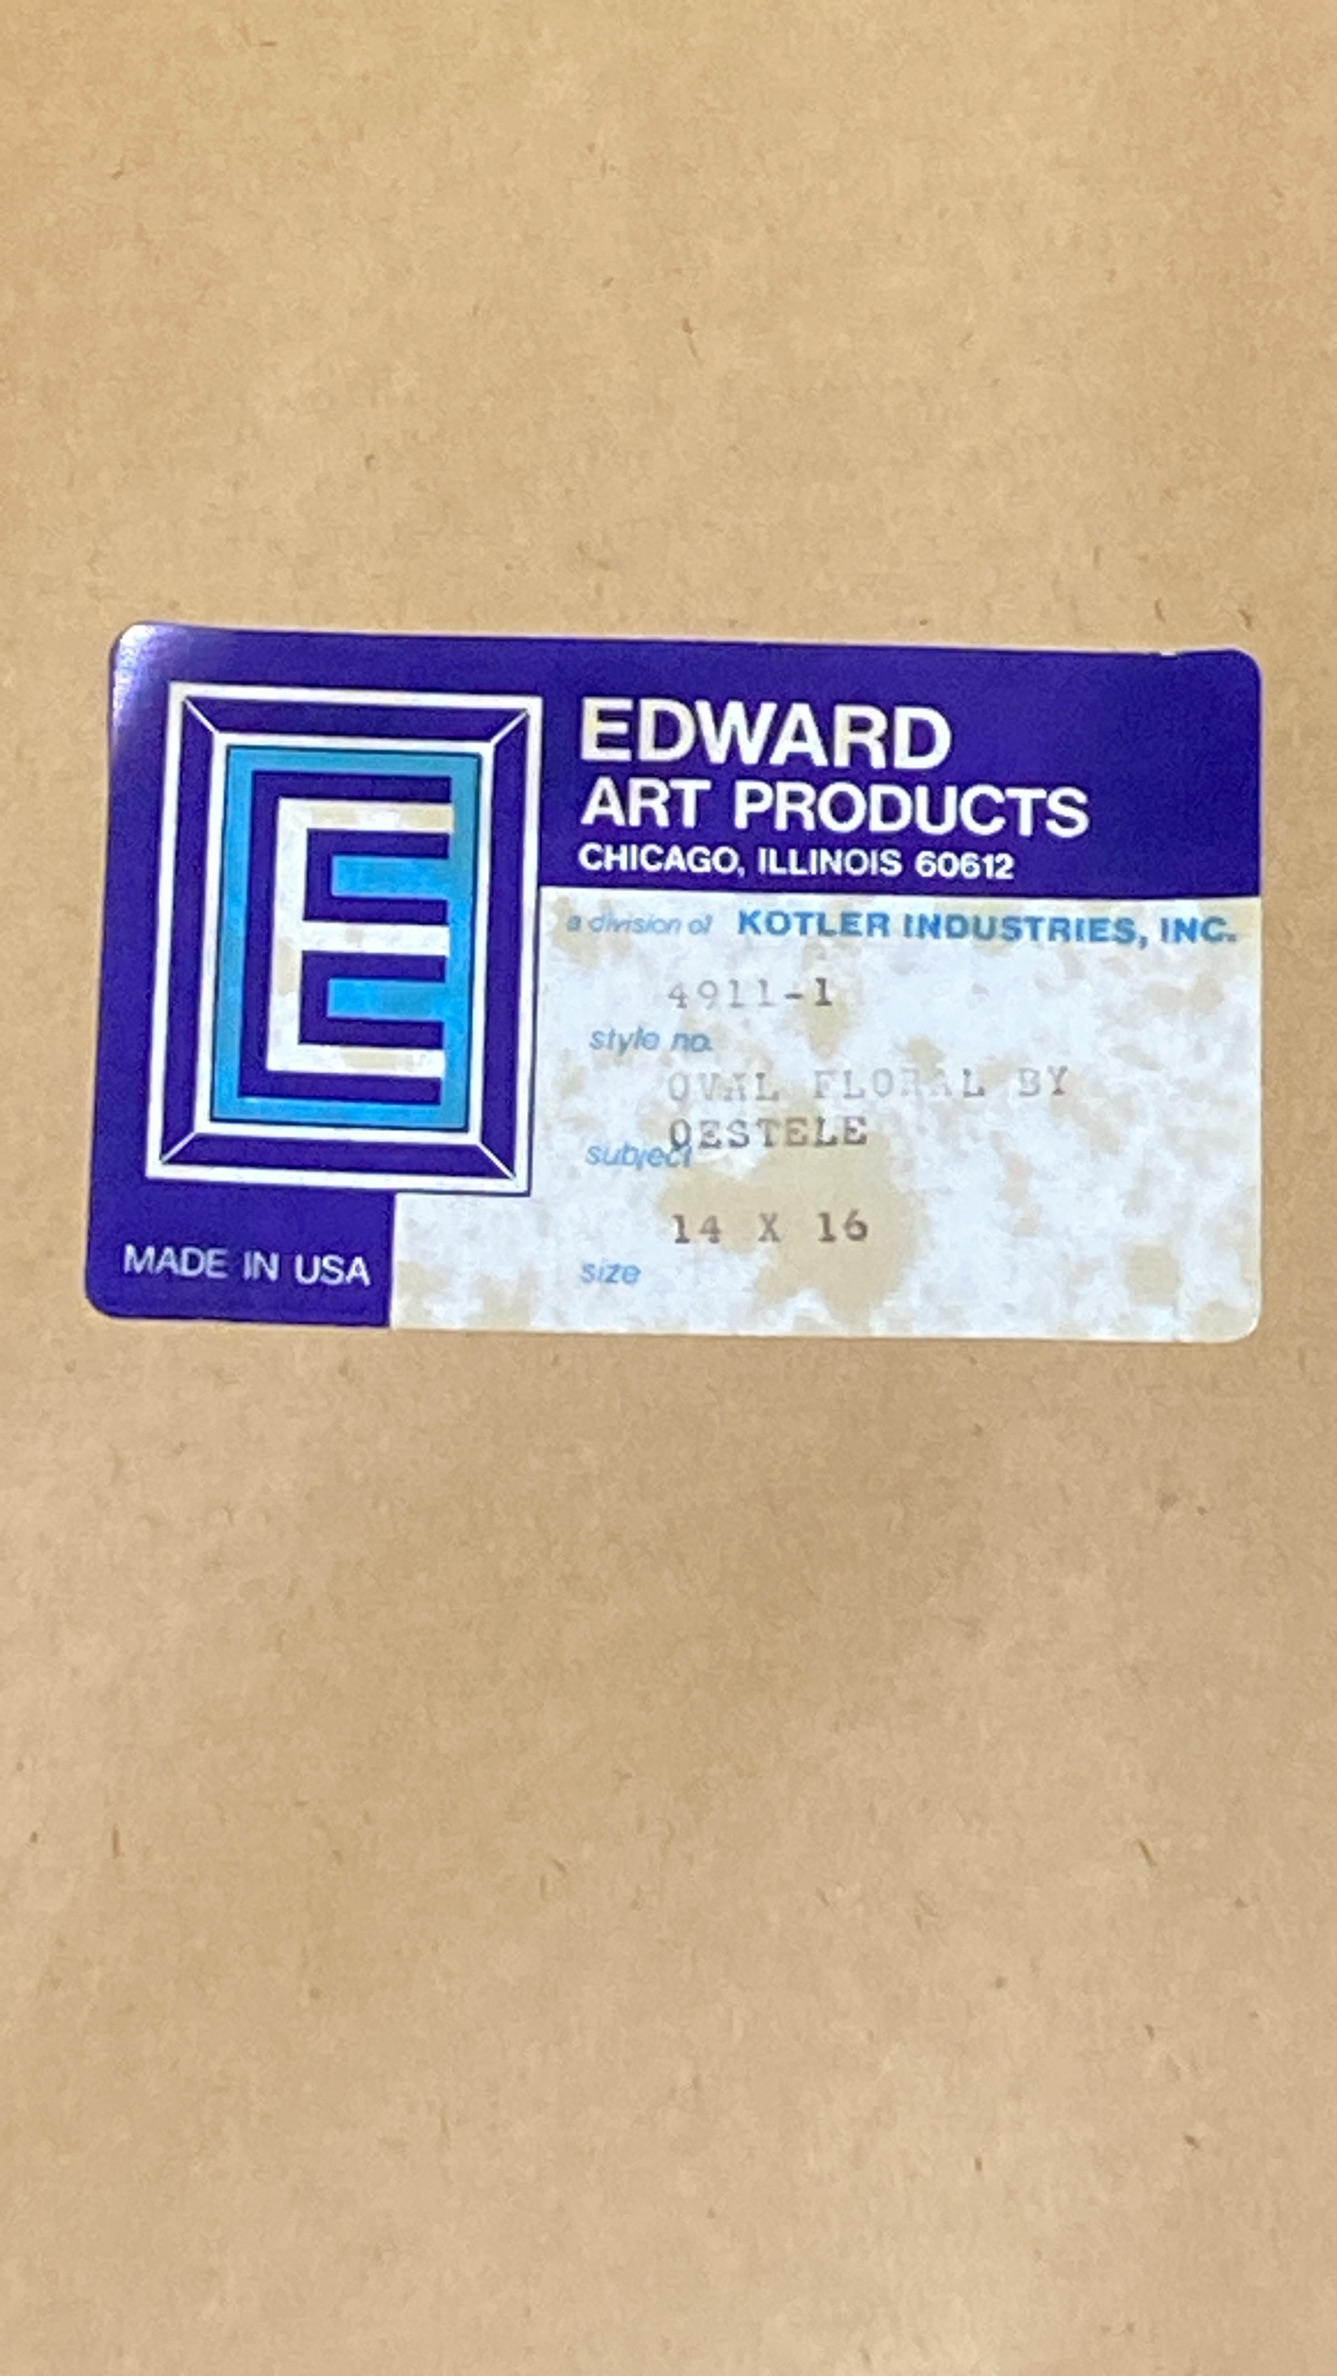 E
EDWARD
ART PRODUCTS
CHICAGO, ILLINOIS 60612
a division of KOTLER INDUSTRIES, INC.
4911-1
style no.
OVAL FLORAL BY
OESTELE
subject
14 X 16
size
MADE IN USA